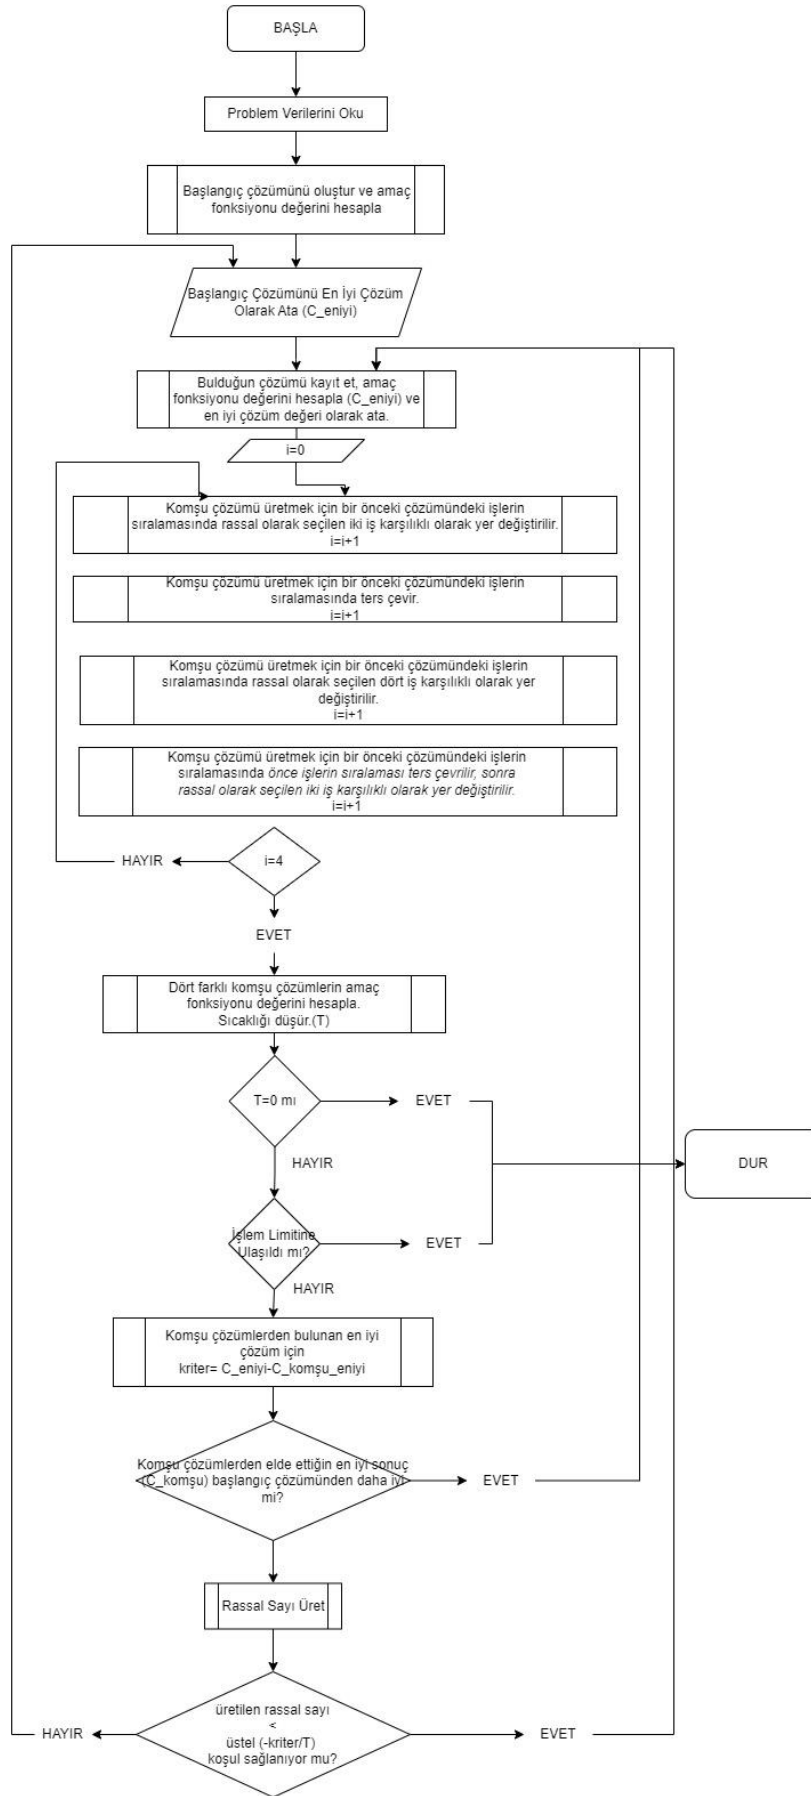 BAŞLA
Problem Verilerini Oku
Başlangıç çözümünü oluştur ve amaç
fonksiyonu değerini hesapla
Başlangıç Çözümünü En İyi Çözüm
Olarak Ata (C_eniyi)
Bulduğun çözümü kayıt et, amaç
fonksiyonu değerini hesapla (C_eniyi) ve
en iyi çözüm değeri olarak ata.
i=0
Komşu çözümü üretmek için bir önceki çözümündeki işlerin
sıralamasında rassal olarak seçilen iki iş karşılıklı olarak yer değiştirilir.
i=i+1
Komşu çözümü üretmek için bir önceki çözümündeki işlerin
sıralamasında ters çevir.
i=i+1
Komşu çözümü üretmek için bir önceki çözümündeki işlerin
sıralamasında rassal olarak seçilen dört iş karşılıklı olarak yer
değiştirilir.
i=i+1
Komşu çözümü üretmek için bir önceki çözümündeki işlerin
sıralamasında önce işlerin sıralaması ters çevrilir, sonra
rassal olarak seçilen iki iş karşılıklı olarak yer değiştirilir.
i=i+1
HAYIR
i=4
EVET
Dört farklı komşu çözümlerin amaç
fonksiyonu değerini hesapla.
Sıcaklığı düşür.(T)
T=0 mı
EVET
HAYIR
DUR
İşlem Limitine
Ulaşıldı mı?
EVET
HAYIR
Komşu çözümlerden bulunan en iyi
çözüm için
kriter= C_eniyi-C_komşu_eniyi
Komşu çözümlerden elde ettiğin en iyi sonuç
(C_komşu) başlangıç çözümünden daha iyi
mi?
EVET
Rassal Sayı Üret
üretilen rassal sayı
<
üstel (-kriter/T)
koşul sağlanıyor mu?
HAYIR
EVET